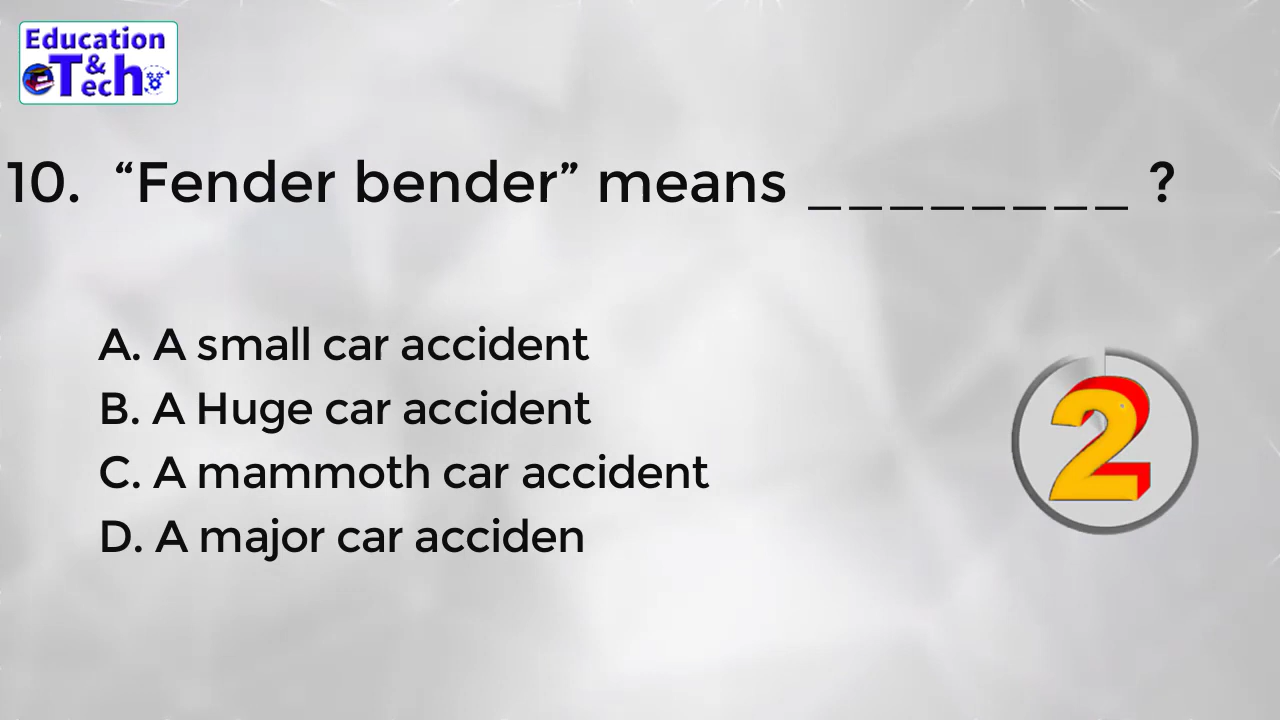 Education
&
Tech
10. “Fender bender” means ________ ?
A. A small car accident
B. A Huge car accident
C. A mammoth car accident
D. A major car acciden
2